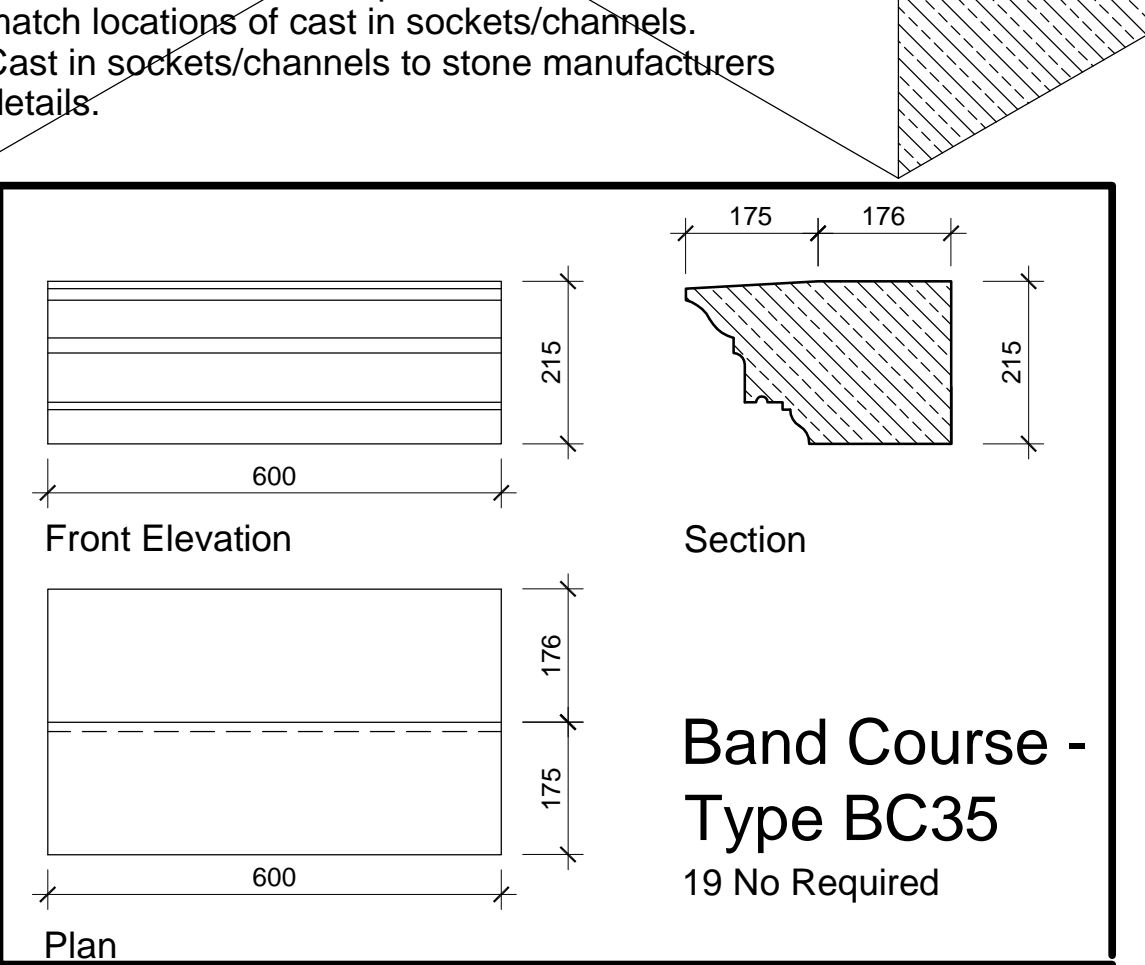 match locations of cast in sockets/channels.
Cast in sockets/channels to stone manufacturers
details.
175 176
215
215
600
Front Elevation
Section
176
175
600
Plan
Band Course -
Type BC35
19 No Required